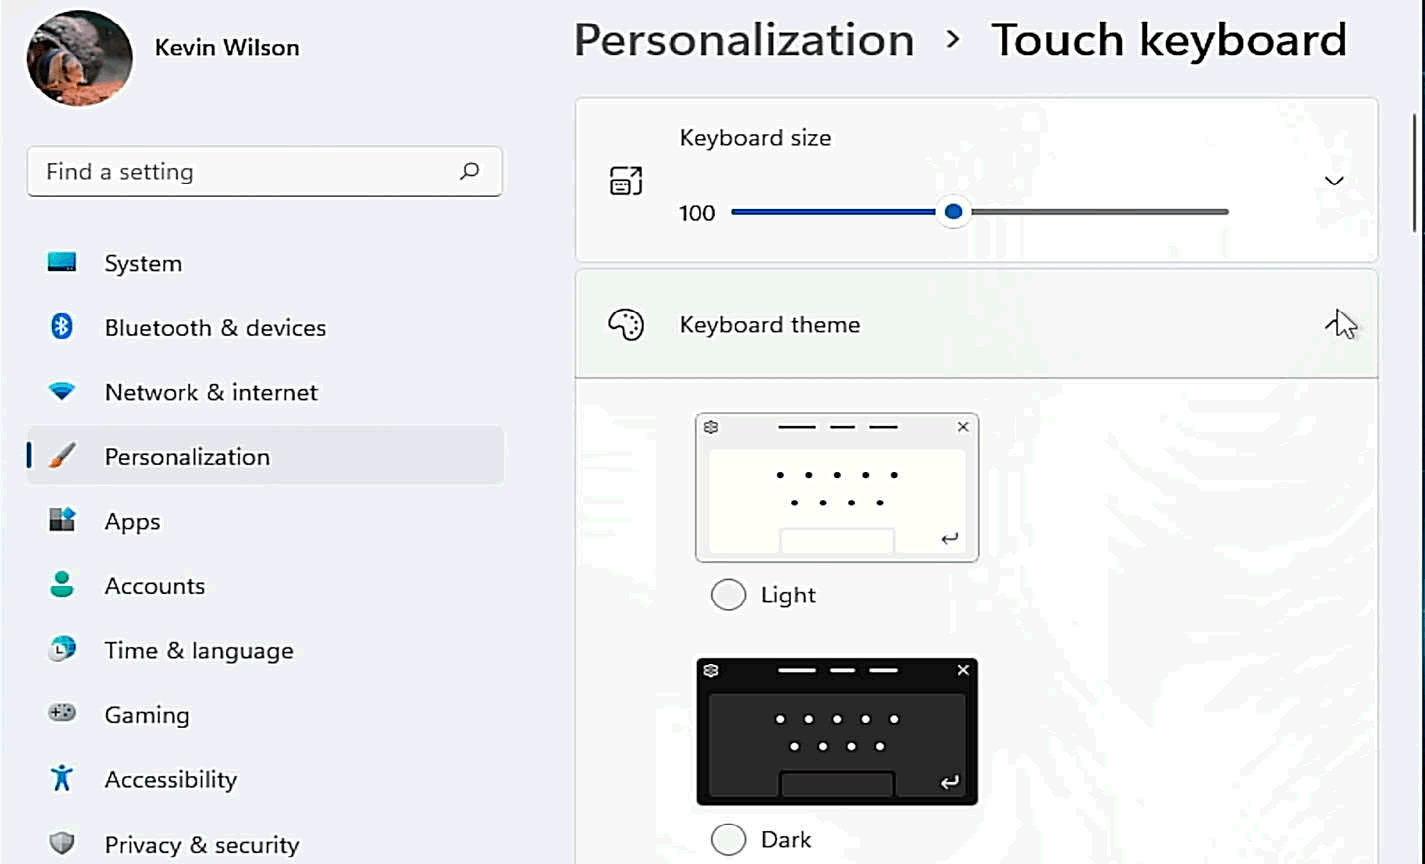 Kevin Wilson
Find a setting
System
Bluetooth & devices
Network & internet
Personalization
Apps
Accounts
Time & language
Gaming
Accessibility
Privacy & security
Personalization > Touch keyboard
Keyboard size
100
Keyboard theme
Light
Dark